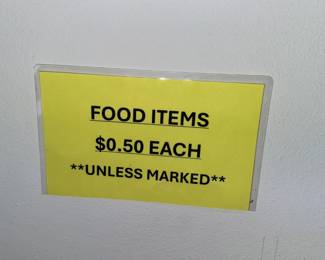 FOOD ITEMS
$0.50 EACH
**UNLESS MARKED**